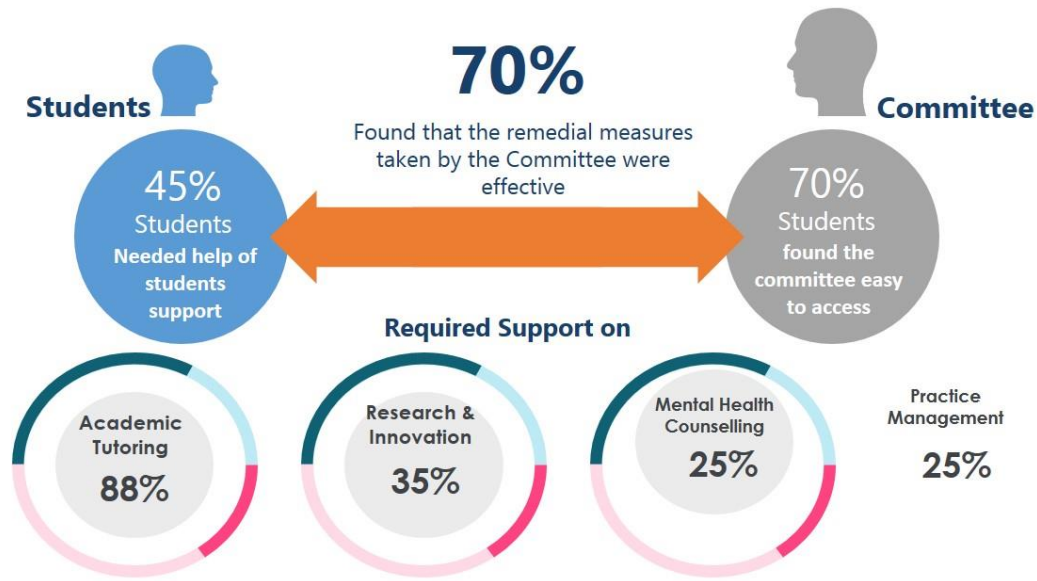 Students
45%
Students
Needed help of
students
support
70%
Found that the remedial measures
taken by the Committee were
effective
Committee
70%
Students
found the
committee easy
to access
Required Support on
Academic
Tutoring
88%
Research &
Innovation
35%
Mental Health
Counselling
25%
Practice
Management
25%